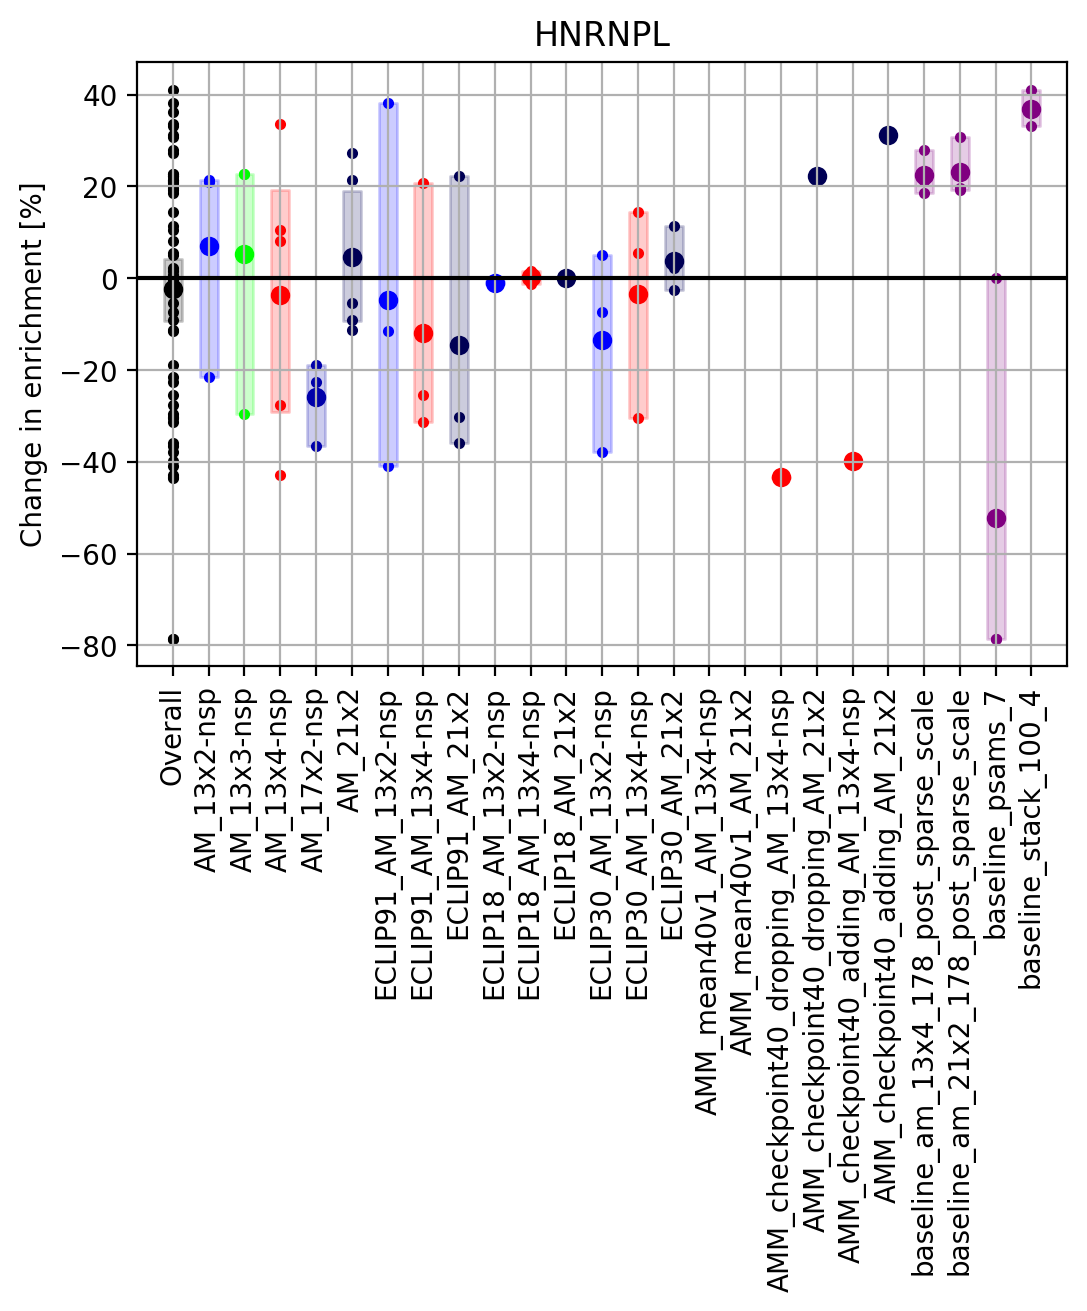 HNRNPL
Change in enrichment [%]
40
20
0
−20
−40
−60
−80
Overall
AM_13x2-nsp
AM_13x3-nsp
AM_13x4-nsp
AM_17x2-nsp
AM_21x2
ECLIP91_AM_13x2-nsp
ECLIP91_AM_13x4-nsp
ECLIP91_AM_21x2
ECLIP18_AM_13x2-nsp
ECLIP18_AM_13x4-nsp
ECLIP18_AM_21x2
ECLIP30_AM_13x2-nsp
ECLIP30_AM_13x4-nsp
ECLIP30_AM_21x2
AMM_mean40v1_AM_13x4-nsp
AMM_mean40v1_AM_21x2
AMM_checkpoint40_dropping_AM_13x4-nsp
AMM_checkpoint40_dropping_AM_21x2
AMM_checkpoint40_adding_AM_13x4-nsp
AMM_checkpoint40_adding_AM_21x2
baseline_am_13x4_178_post_sparse_scale
baseline_am_21x2_178_post_sparse_scale
baseline_psams_7
baseline_stack_100_4